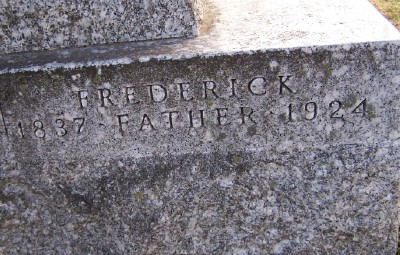 FREDERICK
1837 · FATHER · 1924